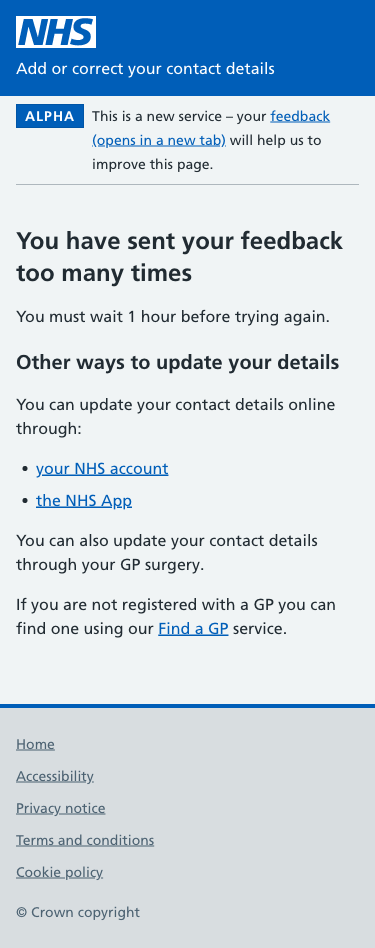 NHS
Add or correct your contact details
ALPHA
This is a new service – your feedback
(opens in a new tab) will help us to
improve this page.
You have sent your feedback
too many times
You must wait 1 hour before trying again.
Other ways to update your details
You can update your contact details online
through:
• your NHS account
• the NHS App
You can also update your contact details
through your GP surgery.
If you are not registered with a GP you can
find one using our Find a GP service.
Home
Accessibility
Privacy notice
Terms and conditions
Cookie policy
© Crown copyright